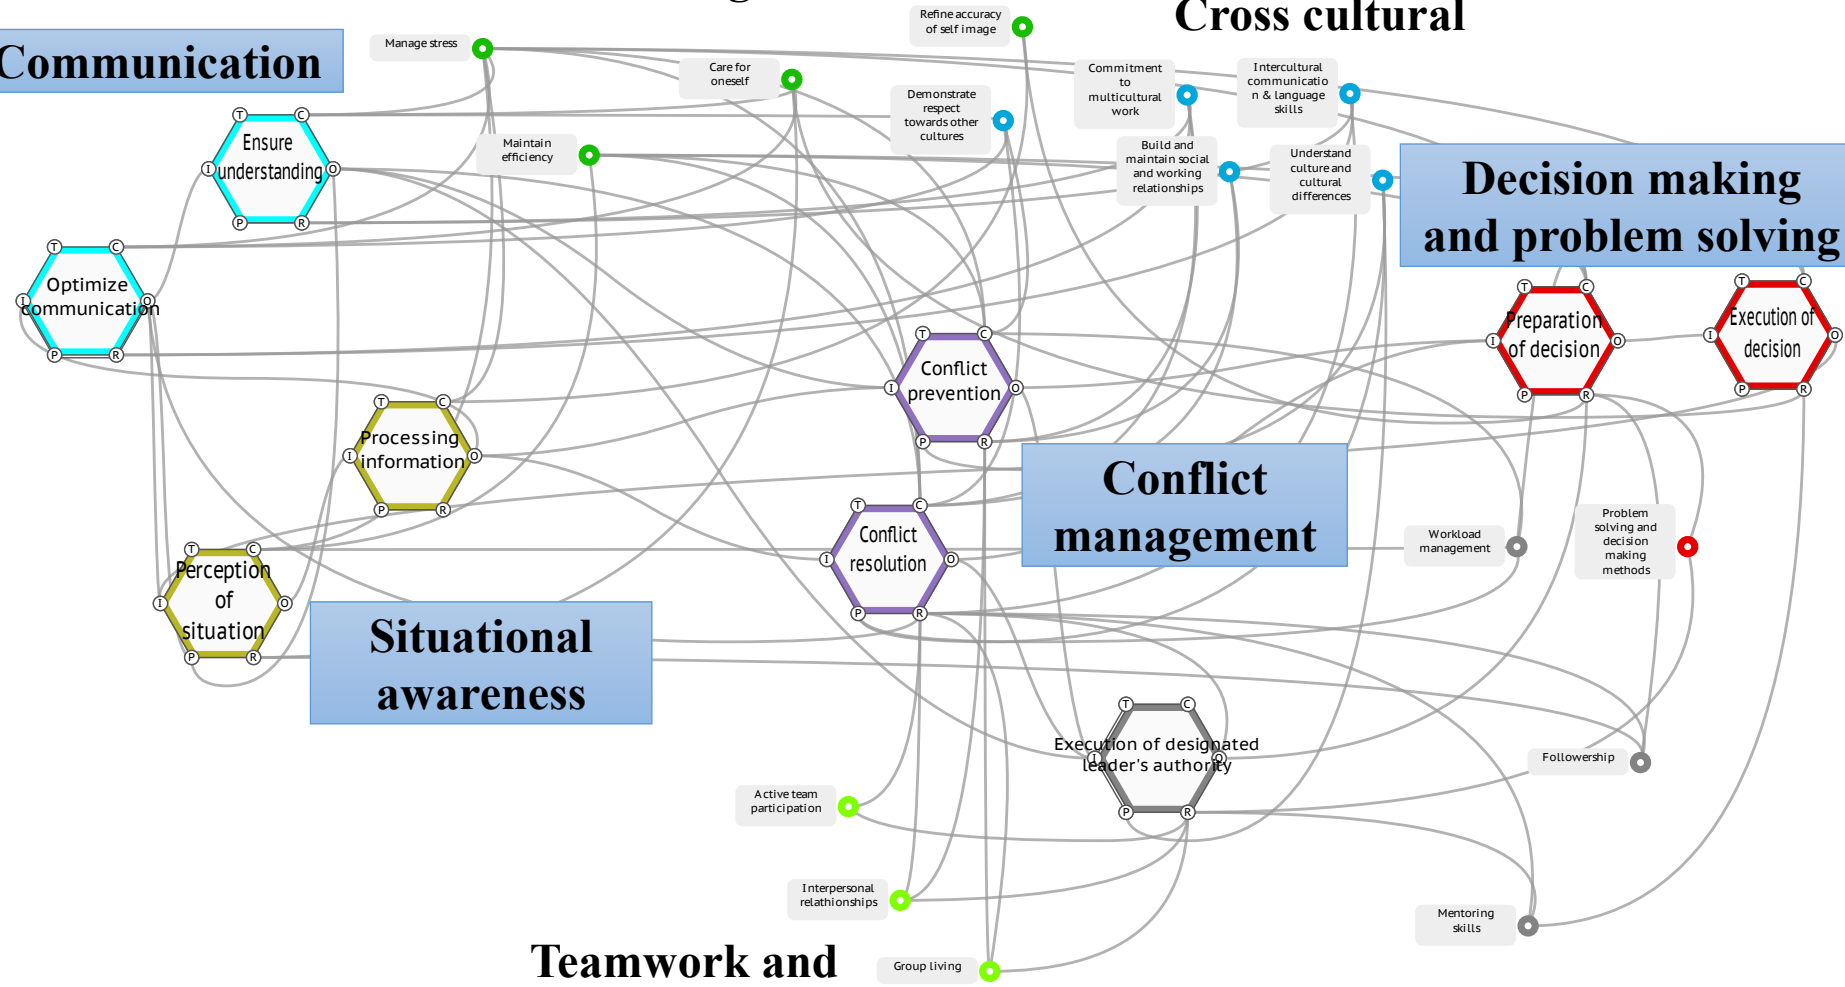 g
Cross cultural
Communication
Manage stress
Refine accuracy
of self image
Care for
oneself
Commitment
to
multicultural
work
Intercultural
communicatio
n & language
skills
Demonstrate
respect
towards other
cultures
Maintain
efficiency
Build and
maintain social
and working
relationships
Understand
culture and
cultural
differences
Decision making
and problem solving
T
C
I
O
P
R
Ensure
understanding
T
C
I
O
P
R
Optimize
communication
T
C
I
O
P
R
Preparation
of decision
T
C
I
O
P
R
Execution of
decision
T
C
I
O
P
R
Conflict
prevention
T
C
I
O
P
R
Processing
information
T
C
I
O
P
R
Conflict
resolution
Conflict
management
Workload
management
Problem
solving and
decision
making
methods
T
C
I
O
P
R
Perception
of
situation
Situational
awareness
T
C
I
O
P
R
Execution of designated
leader's authority
Followership
Active team
participation
Interpersonal
relathionships
Mentoring
skills
Teamwork and
Group living